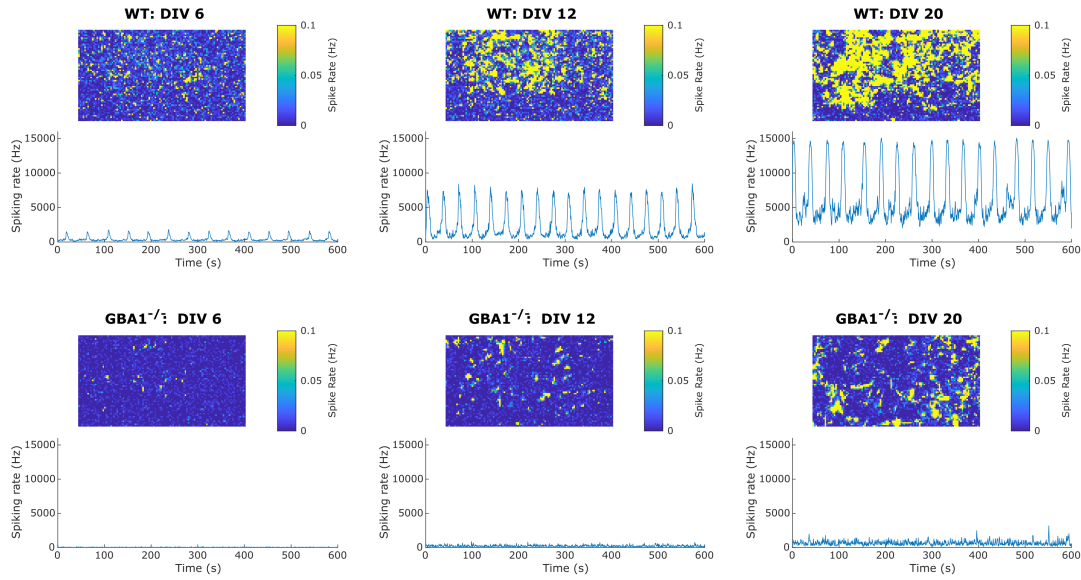 WT: DIV 6
0.1
0.05
0
Spike Rate (Hz)
15000
10000
5000
0
Spiking rate (Hz)
0 100 200 300 400 500 600
Time (s)
WT: DIV 12
0.1
0.05
0
Spike Rate (Hz)
15000
10000
5000
0
Spiking rate (Hz)
0 100 200 300 400 500 600
Time (s)
WT: DIV 20
0.1
0.05
0
Spike Rate (Hz)
15000
10000
5000
0
Spiking rate (Hz)
0 100 200 300 400 500 600
Time (s)
GBA1⁻/⁻: DIV 6
0.1
0.05
0
Spike Rate (Hz)
15000
10000
5000
0
Spiking rate (Hz)
0 100 200 300 400 500 600
Time (s)
GBA1⁻/⁻: DIV 12
0.1
0.05
0
Spike Rate (Hz)
15000
10000
5000
0
Spiking rate (Hz)
0 100 200 300 400 500 600
Time (s)
GBA1⁻/⁻: DIV 20
0.1
0.05
0
Spike Rate (Hz)
15000
10000
5000
0
Spiking rate (Hz)
0 100 200 300 400 500 600
Time (s)